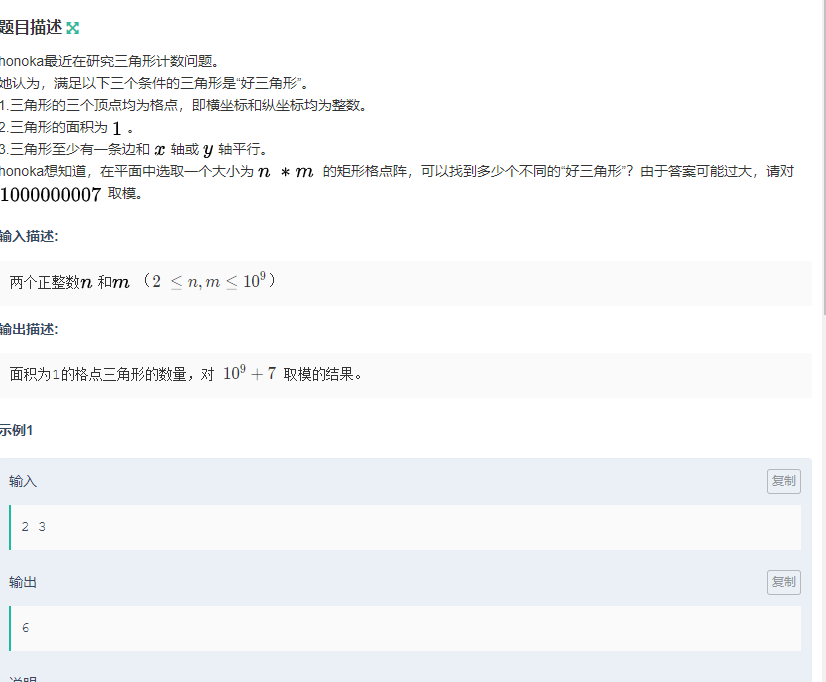 题目描述
honoka最近在研究三角形计数问题。
她认为，满足以下三个条件的三角形是“好三角形”。
1.三角形的三个顶点均为格点，即横坐标和纵坐标均为整数。
2.三角形的面积为 1 。
3.三角形至少有一条边和 x 轴或 y 轴平行。
honoka想知道，在平面中选取一个大小为 n * m 的矩形格点阵，可以找到多少个不同的“好三角形”？由于答案可能过大，请对
1000000007 取模。
输入描述:
两个正整数n 和m （2 ≤ n, m ≤ 10^9）
输出描述:
面积为1的格点三角形的数量，对 10^9 + 7 取模的结果。
示例1
输入
复制
2 3
输出
复制
6
说明